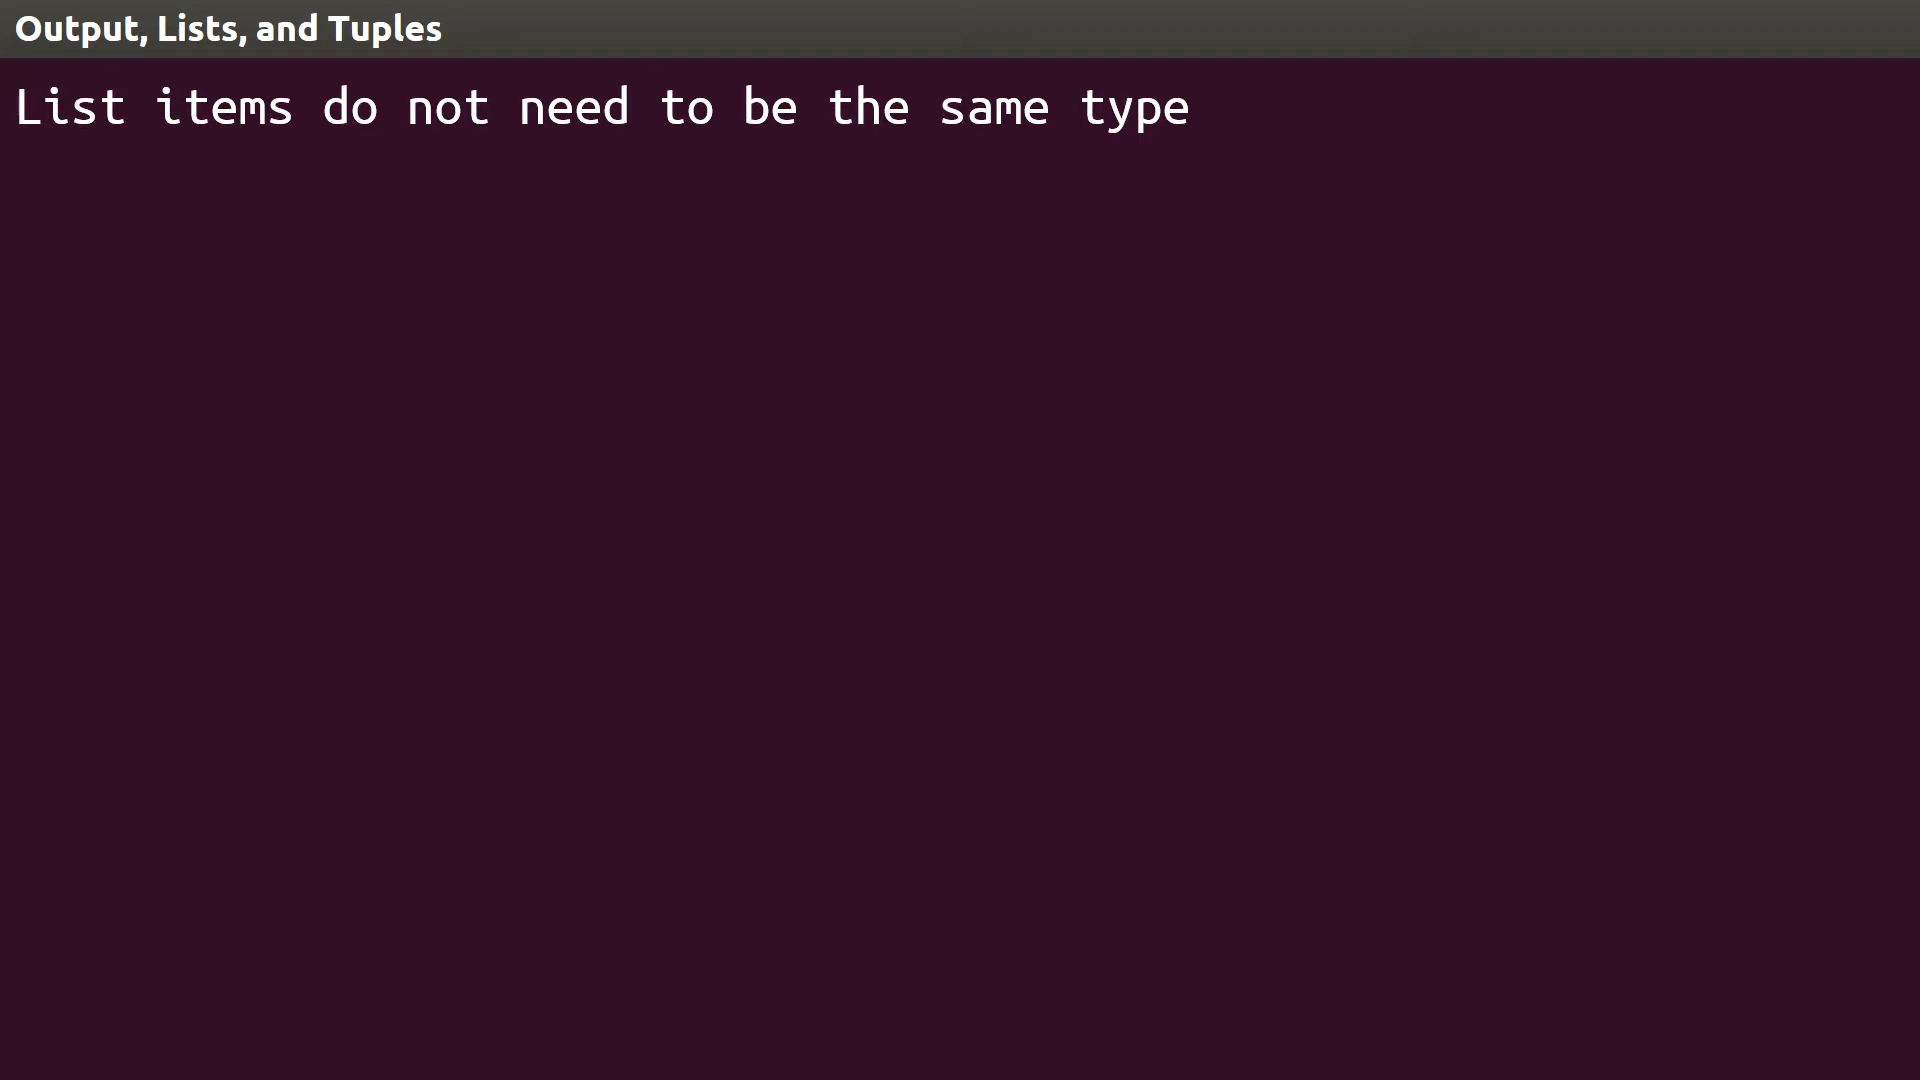 Output, Lists, and Tuples
List items do not need to be the same type